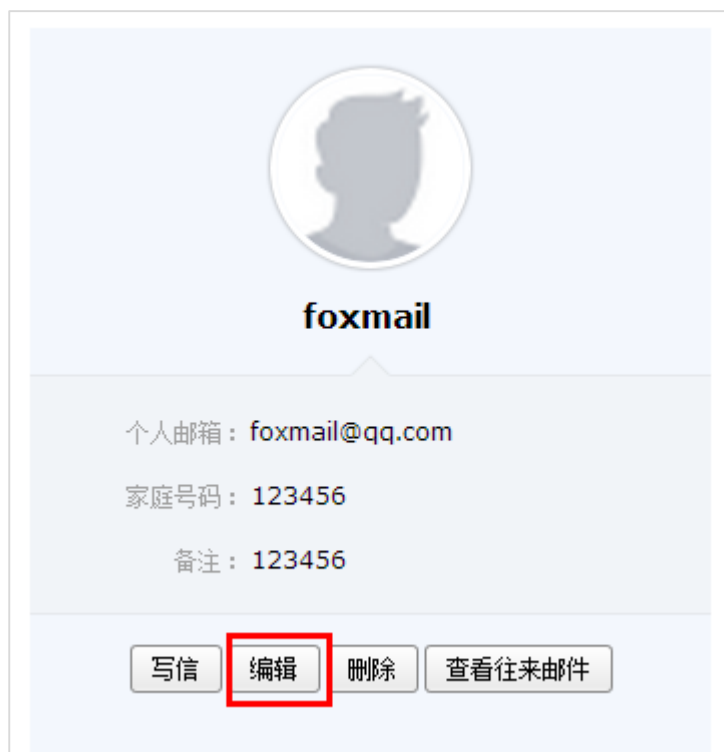 foxmail
个人邮箱：foxmail@qq.com
家庭号码：123456
备注：123456
写信 编辑 删除 查看往来邮件